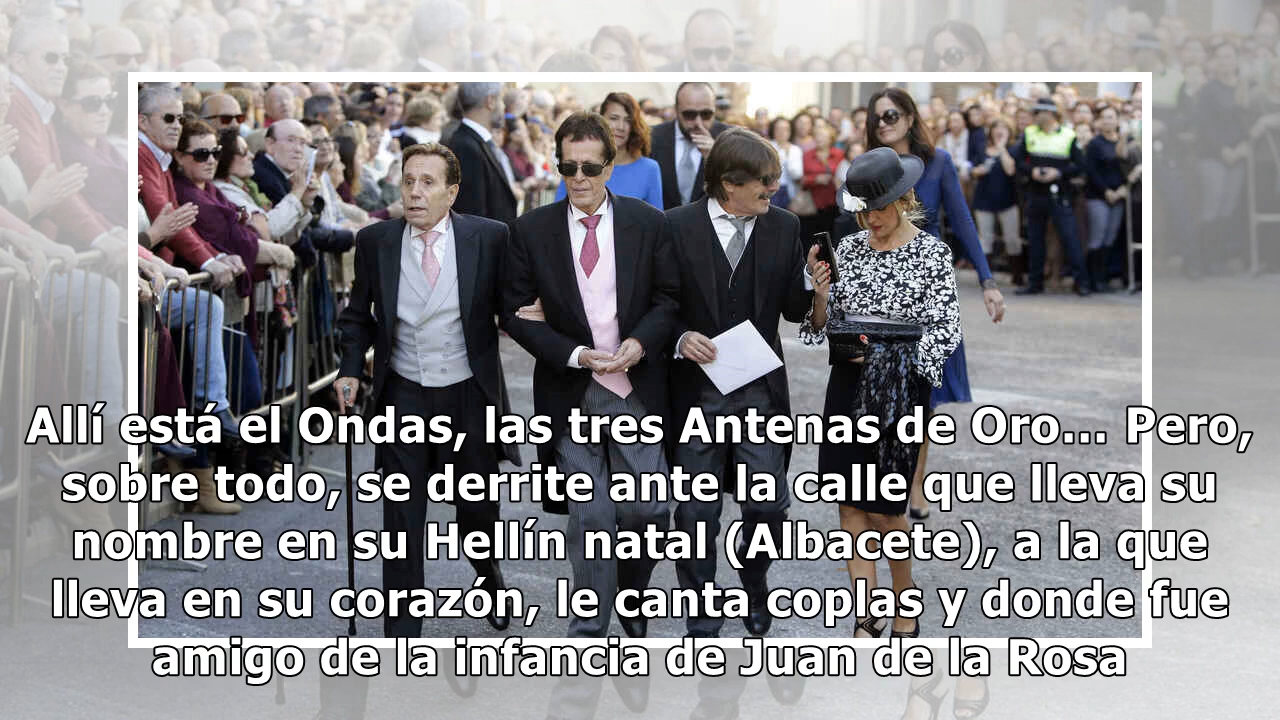 Allí está el Ondas, las tres Antenas de Oro... Pero,
sobre todo, se derrite ante la calle que lleva su
nombre en su Hellín natal (Albacete), a la que
lleva en su corazón, le canta coplas y donde fue
amigo de la infancia de Juan de la Rosa